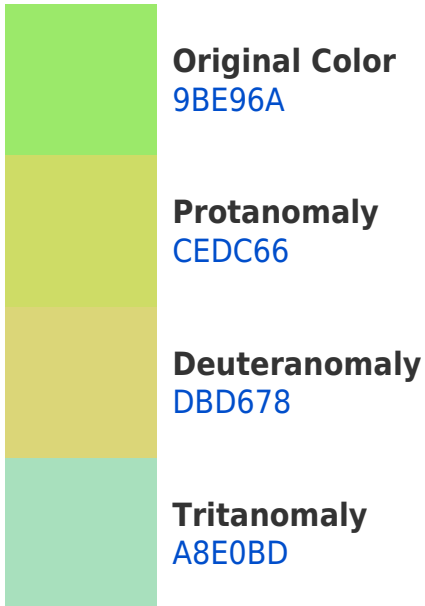 Original Color
9BE96A
Protanomaly
CEDC66
Deuteranomaly
DBD678
Tritanomaly
A8E0BD